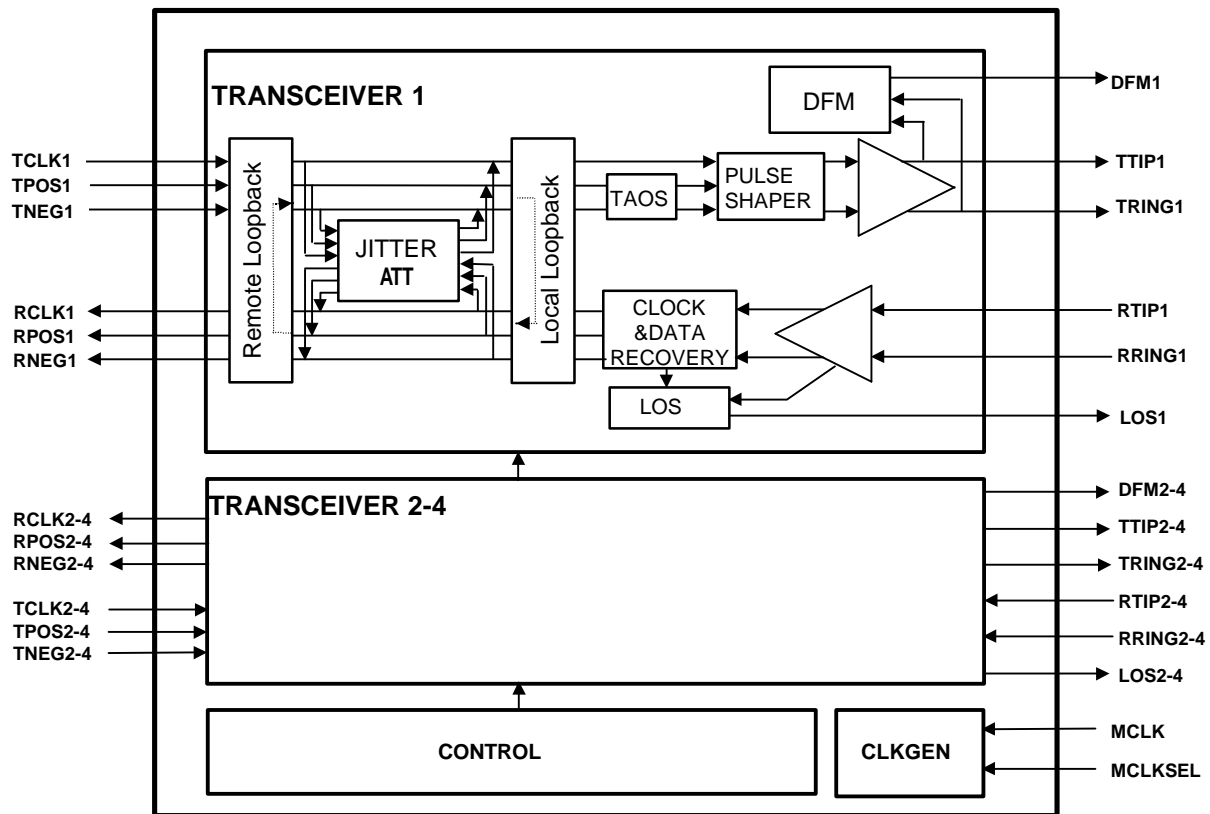 TRANSCEIVER 1
DFM
DFM1
TCLK1
TPOS1
TNEG1
Remote Loopback
JITTER
ATT
Local Loopback
TAOS
PULSE
SHAPER
TTIP1
TRING1
RCLK1
RPOS1
RNEG1
CLOCK
&DATA
RECOVERY
LOS
RTIP1
RRING1
LOS1
TRANSCEIVER 2-4
RCLK2-4
RPOS2-4
RNEG2-4
TCLK2-4
TPOS2-4
TNEG2-4
DFM2-4
TTIP2-4
TRING2-4
RTIP2-4
RRING2-4
LOS2-4
CONTROL
CLKGEN
MCLK
MCLKSEL